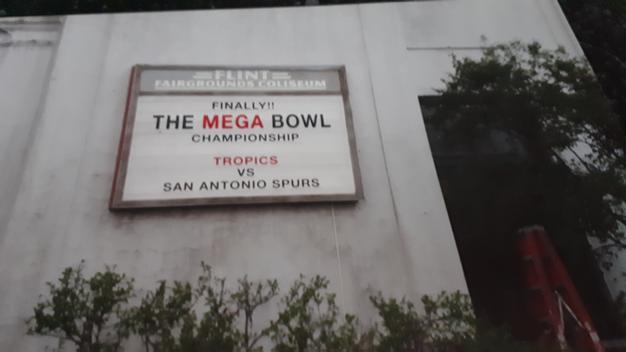 FLINT
FAIRGROUNDS COLISEUM
FINALLY!!
THE MEGA BOWL
CHAMPIONSHIP
TROPICS
VS
SAN ANTONIO SPURS